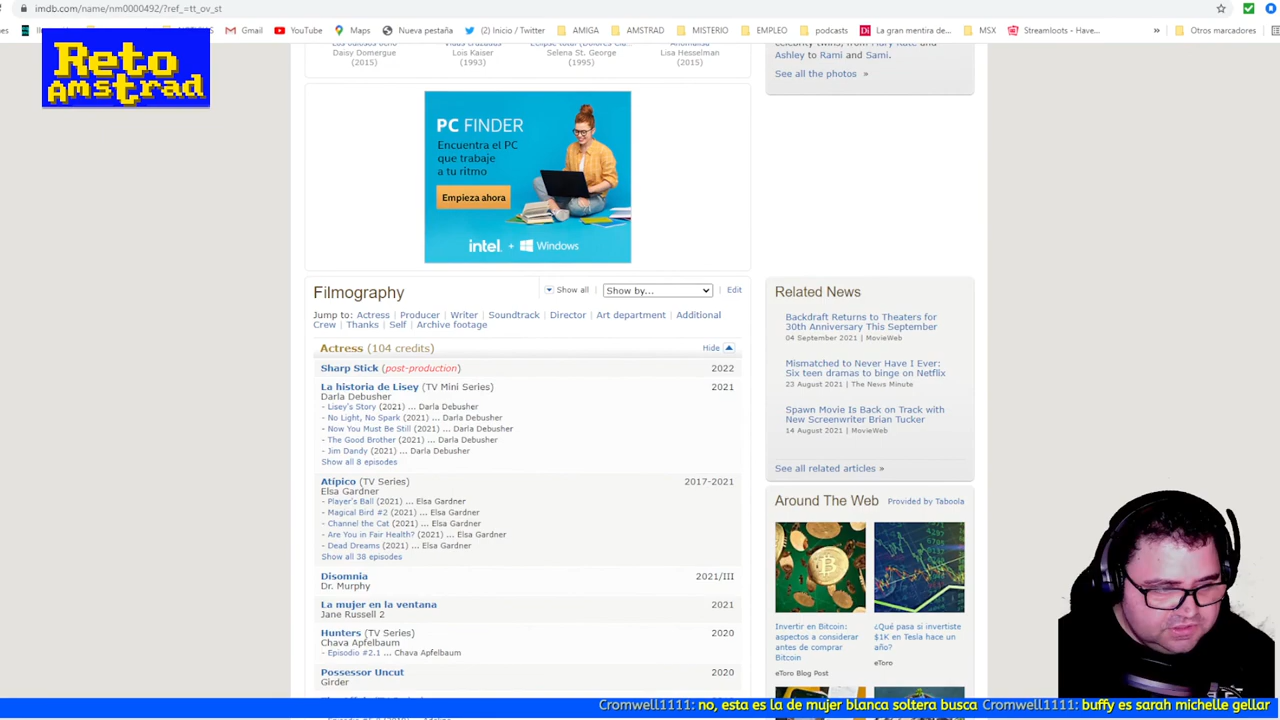 imdb.com/name/nm0000492/?ref_=tt_ov_st
Gmail YouTube Maps Nueva pestaña (2) Inicio / Twitter AMIGA AMSTRAD MISTERIO EMPLEO podcasts La gran mentira de... MSX Streamloots - Have... » Otros marcadores
Reto
Amstrad
Daisy Domergue
(2015)
Lois Kaiser
(1993)
Selena St. George
(1995)
Lisa Hesselman
(2015)
Ashley to Rami and Sami.
See all the photos »
PC FINDER
Encuentra el PC
que trabaje
a tu ritmo
Empieza ahora
intel + Windows
Filmography
Show all | Show by... | Edit
Jump to: Actress | Producer | Writer | Soundtrack | Director | Art department | Additional
Crew | Thanks | Self | Archive footage
Actress (104 credits) Hide
Sharp Stick (post-production) 2022
La historia de Lisey (TV Mini Series) 2021
Darla Debusher
- Lisey's Story (2021) ... Darla Debusher
- No Light, No Spark (2021) ... Darla Debusher
- Now You Must Be Still (2021) ... Darla Debusher
- The Good Brother (2021) ... Darla Debusher
- Jim Dandy (2021) ... Darla Debusher
Show all 8 episodes
Atípico (TV Series) 2017-2021
Elsa Gardner
- Player's Ball (2021) ... Elsa Gardner
- Magical Bird #2 (2021) ... Elsa Gardner
- Channel the Cat (2021) ... Elsa Gardner
- Are You in Fair Health? (2021) ... Elsa Gardner
- Dead Dreams (2021) ... Elsa Gardner
Show all 38 episodes
Disomnia 2021/III
Dr. Murphy
La mujer en la ventana 2021
Jane Russell 2
Hunters (TV Series) 2020
Chava Apfelbaum
- Episodio #2.1 ... Chava Apfelbaum
Possessor Uncut 2020
Girder
Related News
Backdraft Returns to Theaters for
30th Anniversary This September
04 September 2021 | MovieWeb
Mismatched to Never Have I Ever:
Six teen dramas to binge on Netflix
23 August 2021 | The News Minute
Spawn Movie Is Back on Track with
New Screenwriter Brian Tucker
14 August 2021 | MovieWeb
See all related articles »
Around The Web Provided by Taboola
Invertir en Bitcoin:
aspectos a considerar
antes de comprar
Bitcoin
eToro Blog Post
¿Qué pasa si invertiste
$1K en Tesla hace un
año?
eToro
Cromwell1111: no, esta es la de mujer blanca soltera busca Cromwell1111: buffy es sarah michelle gellar